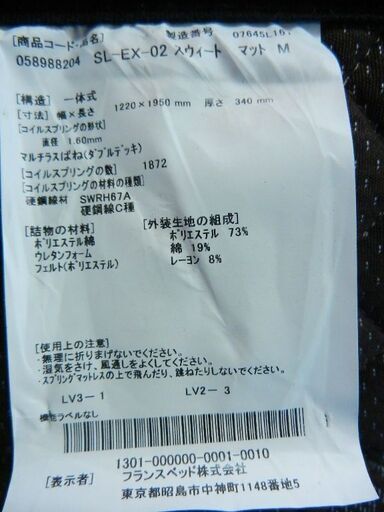 [商品コード・品名] 製造番号 07645L16
058988204 SL-EX-02 スウィート マット M
[構造] 一体式
[寸法] 幅×長さ 1220×1950mm 厚さ 340mm
[コイルスプリングの形状]
直径 1.60mm
マルチラスばね(ダブルデッキ)
[コイルスプリングの数] 1872
[コイルスプリングの材料の種類]
硬鋼線材 SWRH67A
硬鋼線C種
[詰物の材料] [外装生地の組成]
ポリエステル綿 ポリエステル 73%
ウレタンフォーム 綿 19%
フェルト(ポリエステル) レーヨン 8%
[使用上の注意]
・無理に折りまげないでください。
・湿気をさけ、風通しをよくしてください。
・スプリングマットレスの上で飛んだり、跳ねたりしないでください。
LV3-1 LV2-3
ラベルなし
1301-000000-0001-0010
[表示者] フランスベッド株式会社
東京都昭島市中神町1148番地5